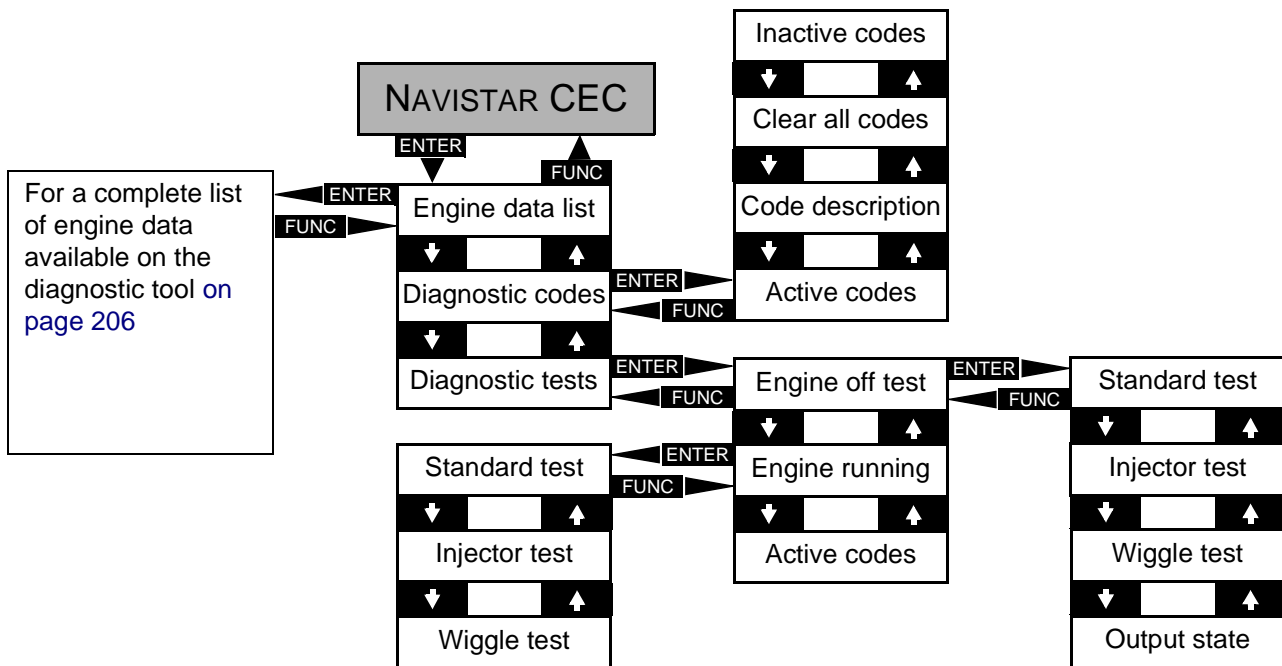 NAVISTAR CEC
ENTER
FUNC
For a complete list
of engine data
available on the
diagnostic tool on
page 206
ENTER
FUNC
Engine data list
Diagnostic codes
Diagnostic tests
ENTER
FUNC
Inactive codes
Clear all codes
Code description
Active codes
ENTER
FUNC
Engine off test
Engine running
Active codes
ENTER
FUNC
Standard test
Injector test
Wiggle test
Output state
ENTER
FUNC
Standard test
Injector test
Wiggle test